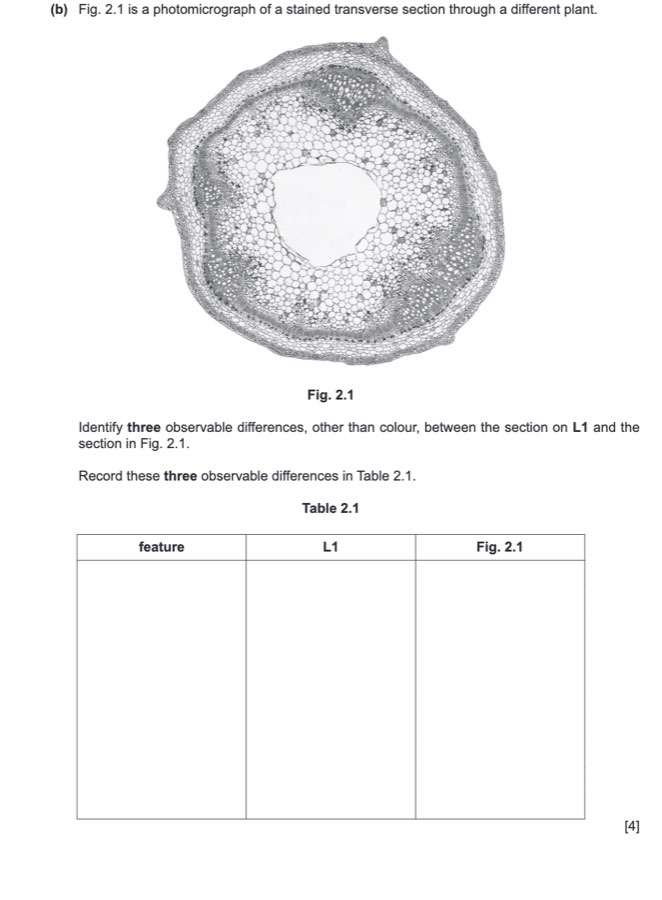 (b) Fig. 2.1 is a photomicrograph of a stained transverse section through a different plant.
Fig. 2.1
Identify three observable differences, other than colour, between the section on L1 and the
section in Fig. 2.1.
Record these three observable differences in Table 2.1.
Table 2.1
feature L1 Fig. 2.1
[4]